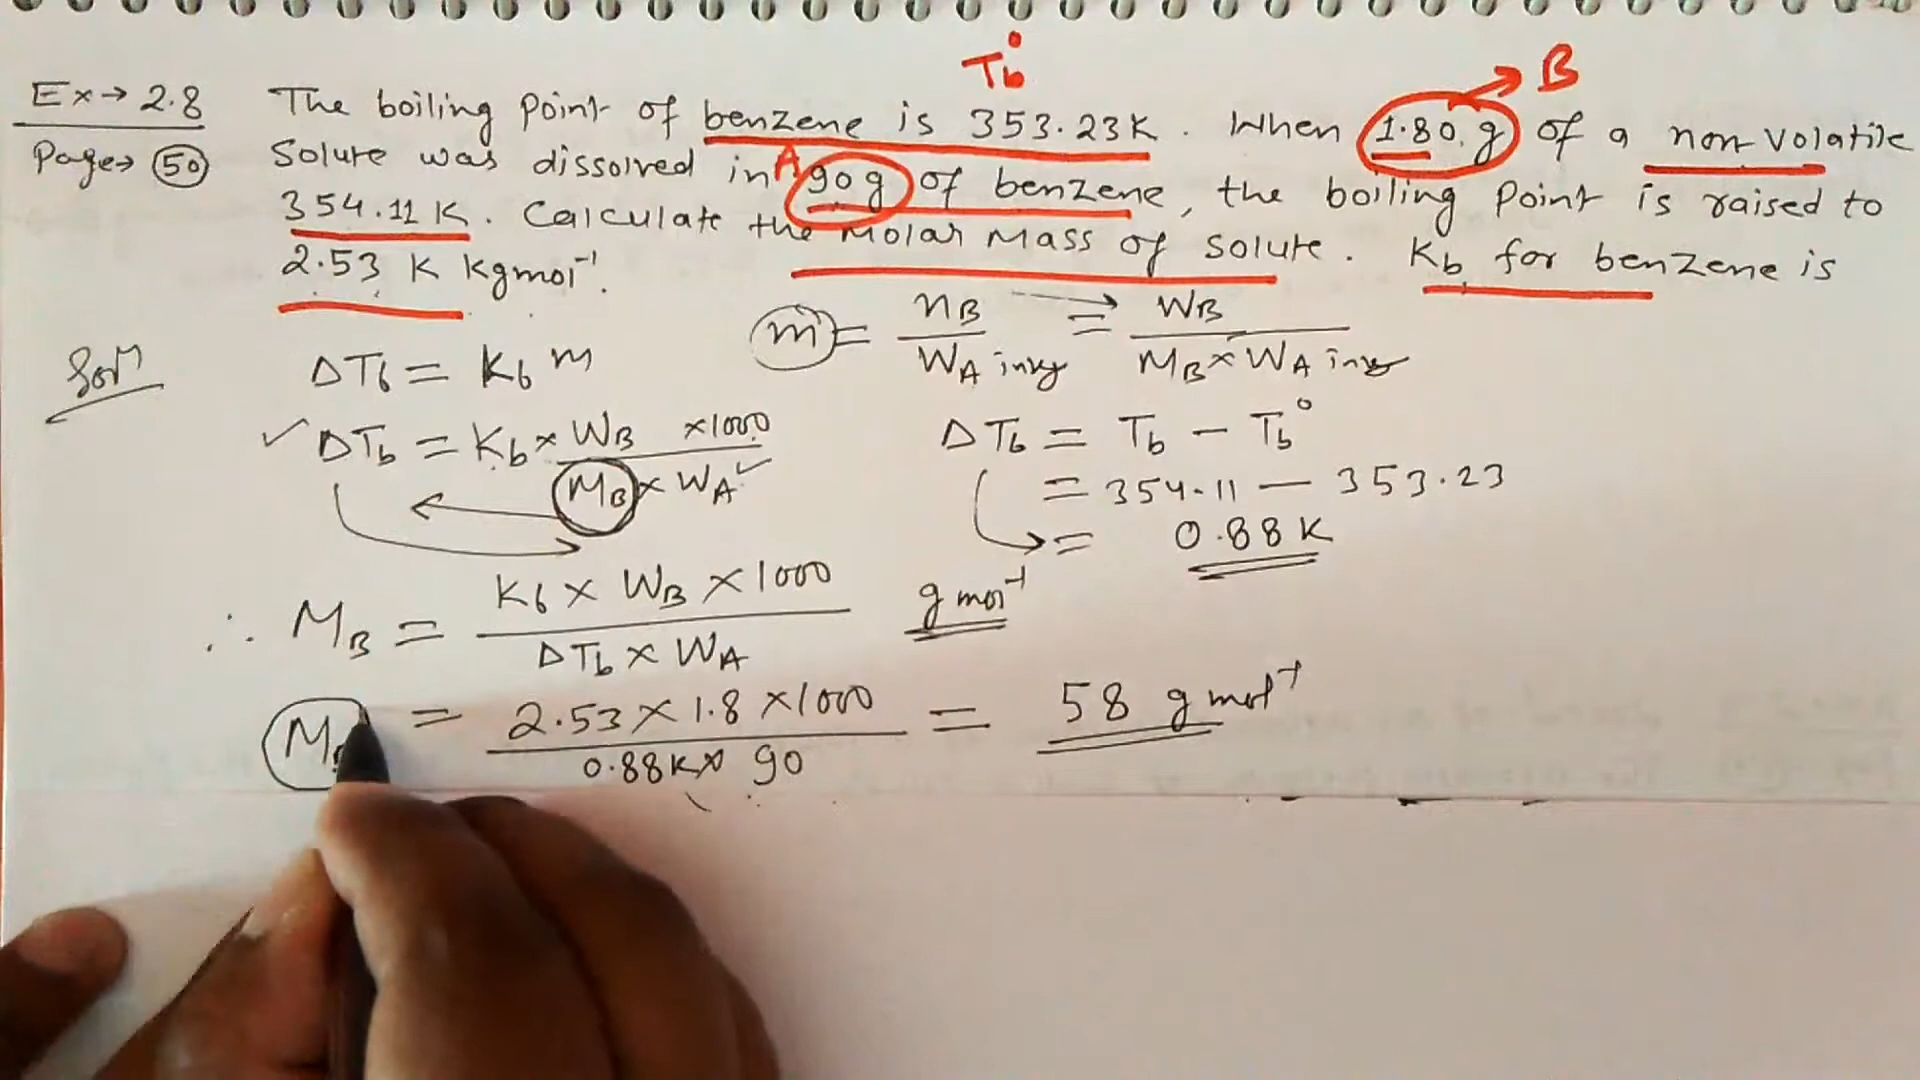 Tb°
B
Ex→ 2.8 The boiling point of benzene is 353.23K. When 1.80 g of a non volatile
Page→ 50 Solute was dissolved in A 90 g of benzene, the boiling point is raised to
354.11 K. Calculate the Molar Mass of solute. Kb for benzene is
2.53 K Kgmol⁻¹.
m = nB / WA in kg = WB / MB × WA in kg
Solⁿ ΔTb = Kb m
ΔTb = Kb × WB × 1000 / MB × WA
ΔTb = Tb − Tb°
= 354.11 − 353.23
= 0.88 K
∴ MB = Kb × WB × 1000 / ΔTb × WA g mol⁻¹
= 2.53 × 1.8 × 1000 / 0.88K × 90 = 58 g mol⁻¹